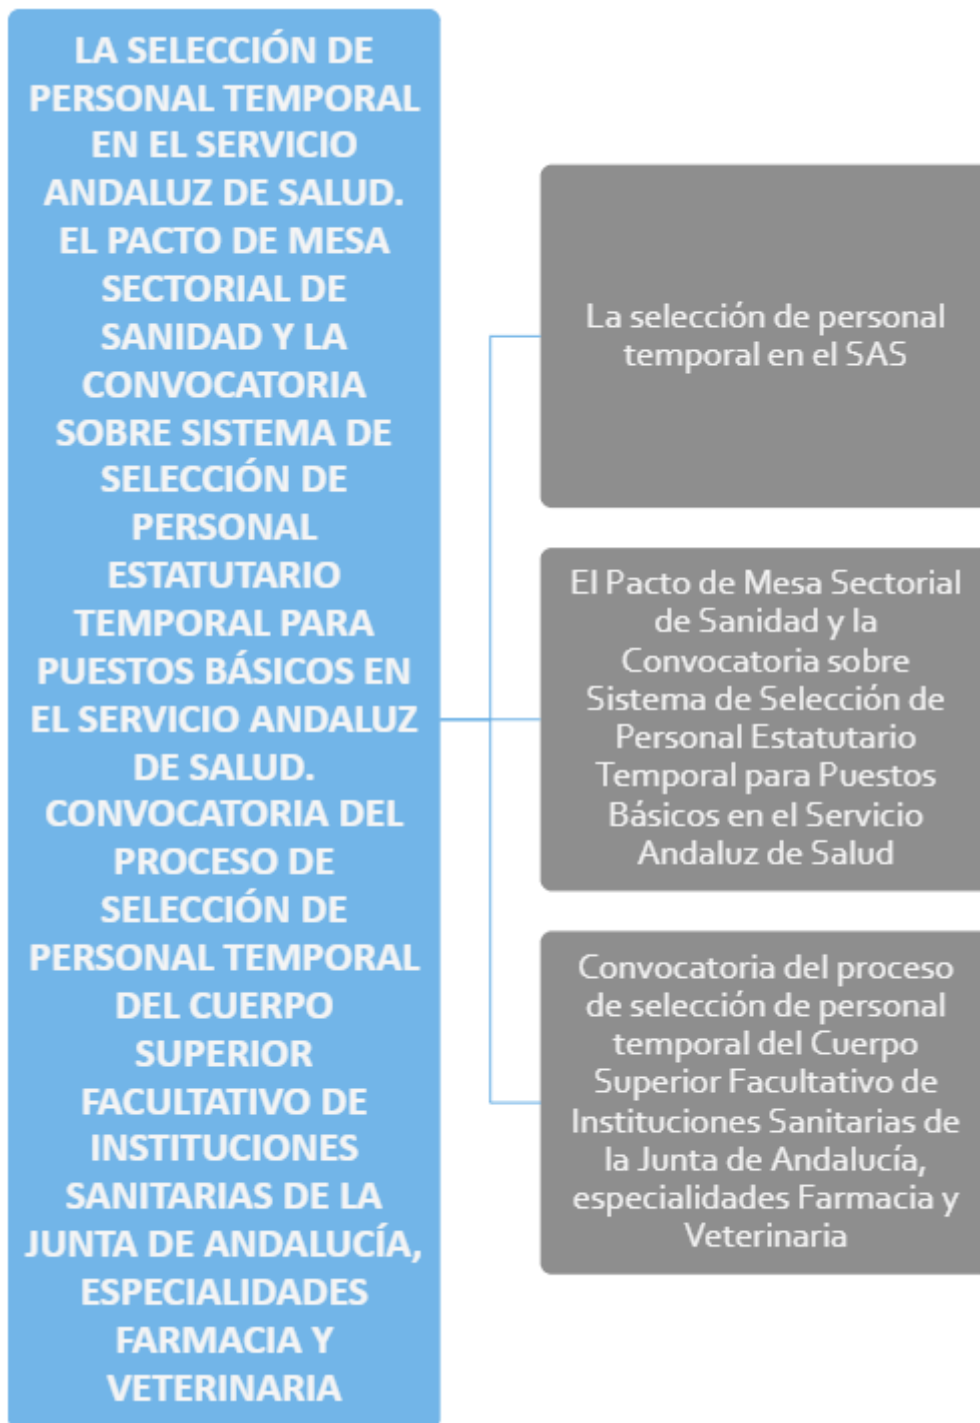 LA SELECCIÓN DE
PERSONAL TEMPORAL
EN EL SERVICIO
ANDALUZ DE SALUD.
EL PACTO DE MESA
SECTORIAL DE
SANIDAD Y LA
CONVOCATORIA
SOBRE SISTEMA DE
SELECCIÓN DE
PERSONAL
ESTATUTARIO
TEMPORAL PARA
PUESTOS BÁSICOS EN
EL SERVICIO ANDALUZ
DE SALUD.
CONVOCATORIA DEL
PROCESO DE
SELECCIÓN DE
PERSONAL TEMPORAL
DEL CUERPO
SUPERIOR
FACULTATIVO DE
INSTITUCIONES
SANITARIAS DE LA
JUNTA DE ANDALUCÍA,
ESPECIALIDADES
FARMACIA Y
VETERINARIA
La selección de personal
temporal en el SAS
El Pacto de Mesa Sectorial
de Sanidad y la
Convocatoria sobre
Sistema de Selección de
Personal Estatutario
Temporal para Puestos
Básicos en el Servicio
Andaluz de Salud
Convocatoria del proceso
de selección de personal
temporal del Cuerpo
Superior Facultativo de
Instituciones Sanitarias de
la Junta de Andalucía,
especialidades Farmacia y
Veterinaria